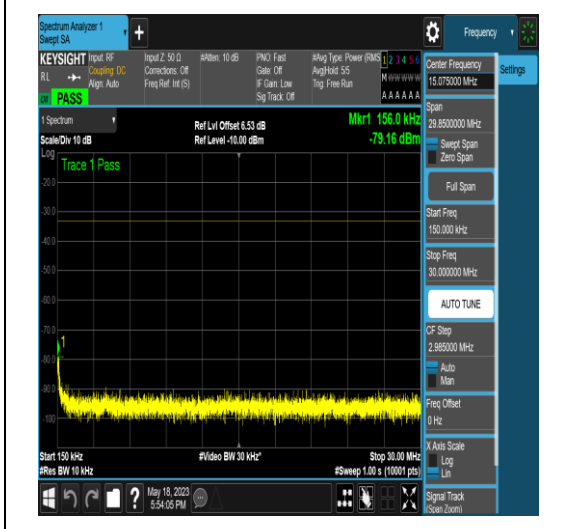 Spectrum Analyzer 1
Swept SA
+
Frequency
KEYSIGHT
RL
PASS
Input: RF
Coupling: DC
Align: Auto
Input Z: 50 Ω
Corrections: Off
Freq Ref: Int (S)
#Atten: 10 dB
PNO: Fast
Gate: Off
IF Gain: Low
Sig Track: Off
#Avg Type: Power (RMS
Avg|Hold: 5/5
Trig: Free Run
1 2 3 4 5 6
M W W W W W
A A A A A A
1 Spectrum
Scale/Div 10 dB
Ref Lvl Offset 6.53 dB
Ref Level -10.00 dBm
Mkr1 156.0 kHz
-79.16 dBm
Log
Trace 1 Pass
-20.0
-30.0
-40.0
-50.0
-60.0
-70.0
1
-80.0
-90.0
-100
Start 150 kHz
#Video BW 30 kHz*
Stop 30.00 MHz
#Res BW 10 kHz
#Sweep 1.00 s (10001 pts)
?
May 18, 2023
5:54:05 PM
Center Frequency
15.075000 MHz
Settings
Span
29.8500000 MHz
Swept Span
Zero Span
Full Span
Start Freq
150.000 kHz
Stop Freq
30.000000 MHz
AUTO TUNE
CF Step
2.985000 MHz
Auto
Man
Freq Offset
0 Hz
X Axis Scale
Log
Lin
Signal Track
(Span Zoom)